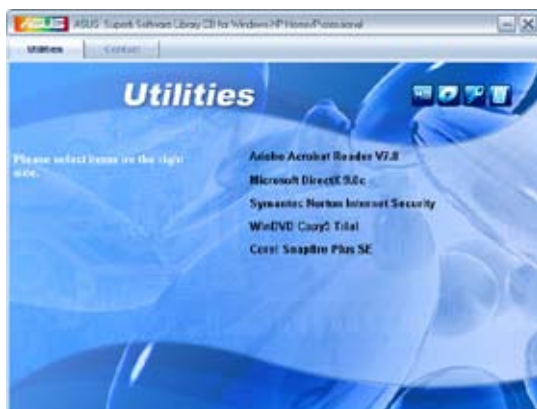 ASUS
ASUS Superb Software Library CD for Windows XP Home/Professional
Utilities
Contact
Utilities
Please select items on the right
side.
Adobe Acrobat Reader V7.0
Microsoft DirectX 9.0c
Symantec Norton Internet Security
WinDVD Copy5 Trial
Corel Snapfire Plus SE